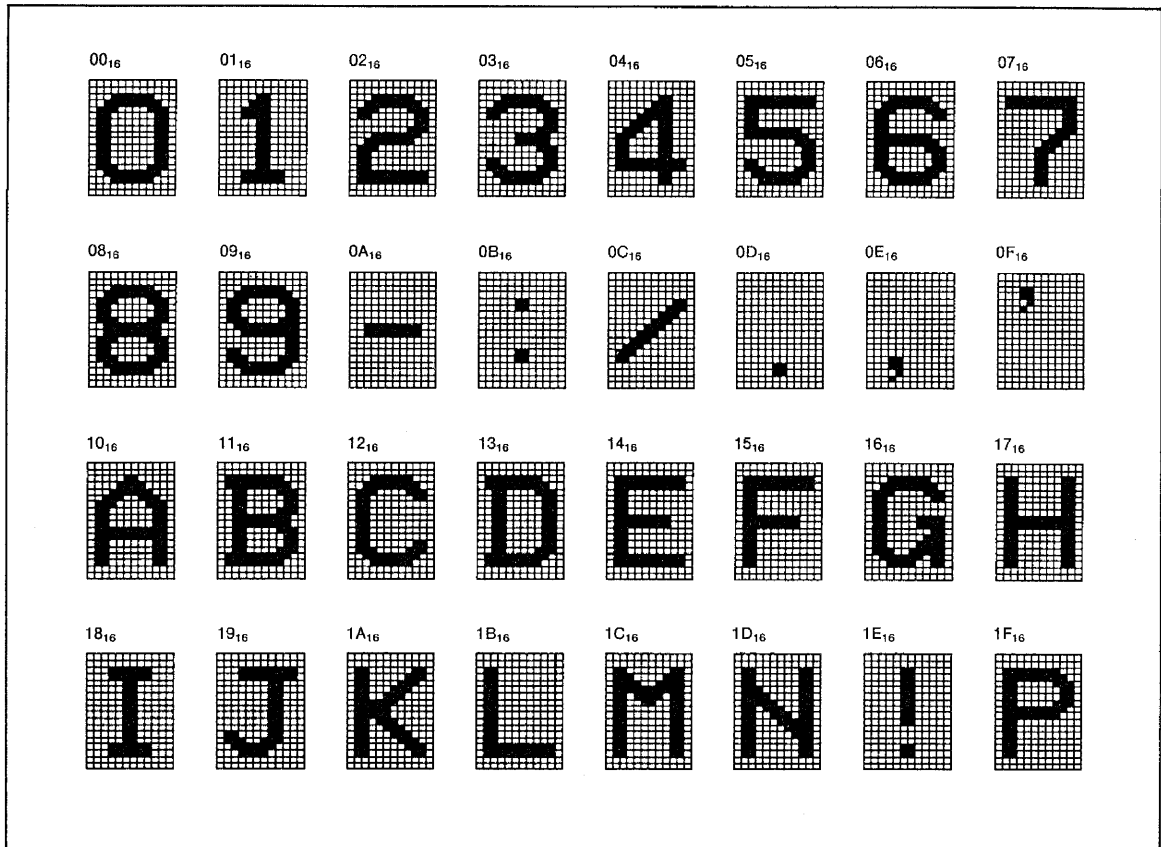 00₁₆ 01₁₆ 02₁₆ 03₁₆ 04₁₆ 05₁₆ 06₁₆ 07₁₆
0 1 2 3 4 5 6 7
08₁₆ 09₁₆ 0A₁₆ 0B₁₆ 0C₁₆ 0D₁₆ 0E₁₆ 0F₁₆
8 9 - : / . , '
10₁₆ 11₁₆ 12₁₆ 13₁₆ 14₁₆ 15₁₆ 16₁₆ 17₁₆
A B C D E F G H
18₁₆ 19₁₆ 1A₁₆ 1B₁₆ 1C₁₆ 1D₁₆ 1E₁₆ 1F₁₆
I J K L M N ! P